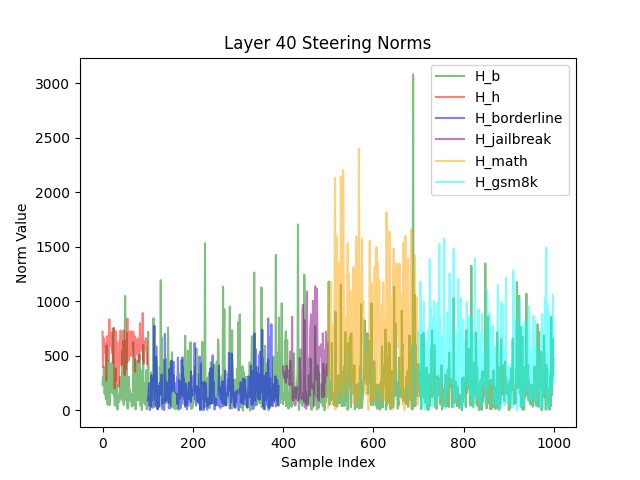 Layer 40 Steering Norms
Norm Value
3000
2500
2000
1500
1000
500
0
H_b
H_h
H_borderline
H_jailbreak
H_math
H_gsm8k
0 200 400 600 800 1000
Sample Index